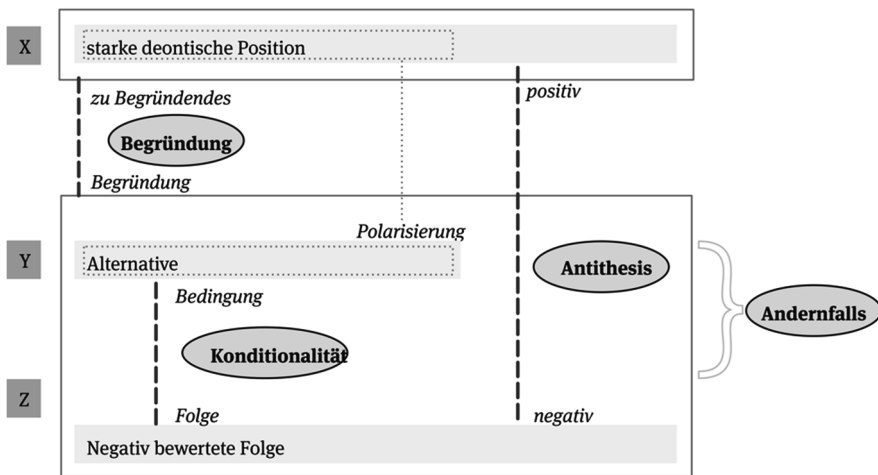 X
starke deontische Position
zu Begründendes
positiv
Begründung
Begründung
Polarisierung
Y
Alternative
Antithesis
Bedingung
Andernfalls
Konditionalität
Z
Folge
negativ
Negativ bewertete Folge